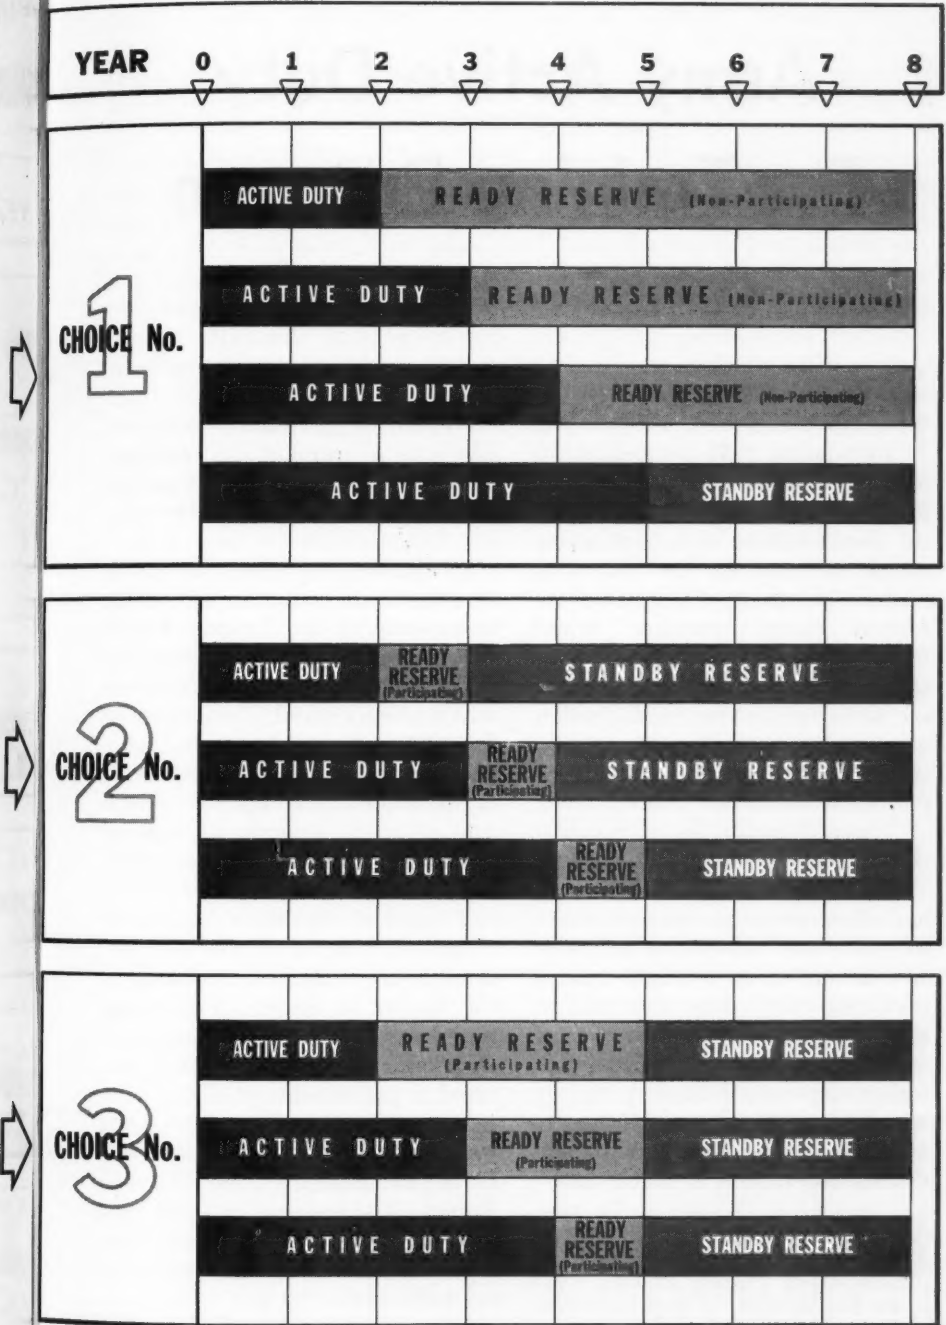 YEAR 0 1 2 3 4 5 6 7 8
CHOICE No. 1
ACTIVE DUTY READY RESERVE (Non-Participating)
ACTIVE DUTY READY RESERVE (Non-Participating)
ACTIVE DUTY READY RESERVE (Non-Participating)
ACTIVE DUTY STANDBY RESERVE
CHOICE No. 2
ACTIVE DUTY READY RESERVE (Participating) STANDBY RESERVE
ACTIVE DUTY READY RESERVE (Participating) STANDBY RESERVE
ACTIVE DUTY READY RESERVE (Participating) STANDBY RESERVE
CHOICE No. 3
ACTIVE DUTY READY RESERVE (Participating) STANDBY RESERVE
ACTIVE DUTY READY RESERVE (Participating) STANDBY RESERVE
ACTIVE DUTY READY RESERVE (Participating) STANDBY RESERVE